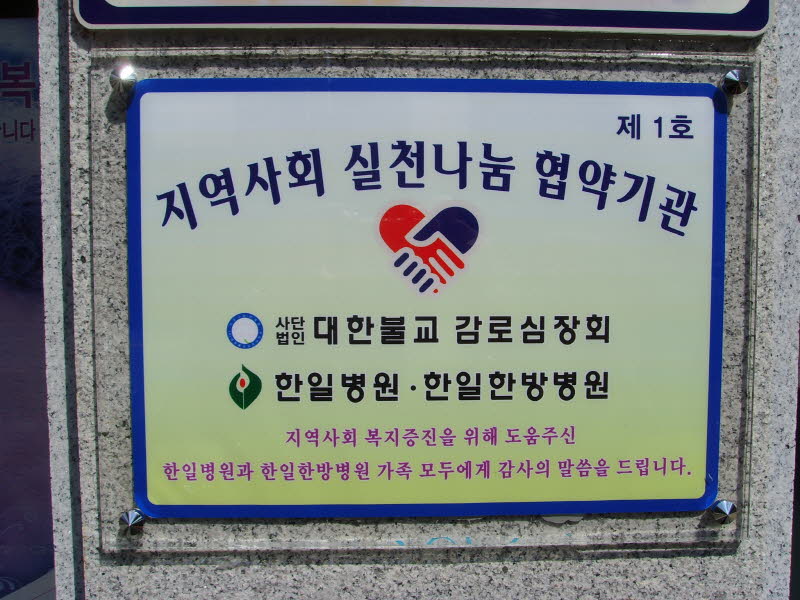 제 1호
지역사회 실천나눔 협약기관
사단법인 대한불교 감로심장회
한일병원·한일한방병원
지역사회 복지증진을 위해 도움주신
한일병원과 한일한방병원 가족 모두에게 감사의 말씀을 드립니다.
복
니다